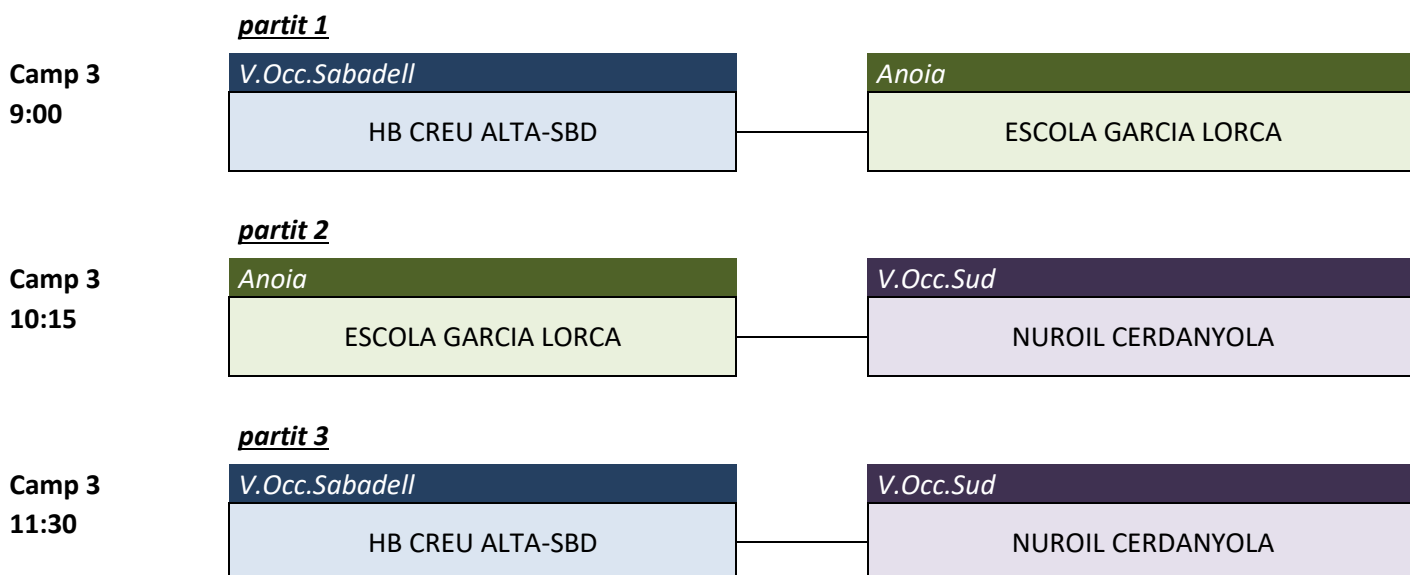 partit 1
Camp 3
9:00
V.Occ.Sabadell
Anoia
HB CREU ALTA-SBD
ESCOLA GARCIA LORCA
partit 2
Camp 3
10:15
Anoia
V.Occ.Sud
ESCOLA GARCIA LORCA
NUROIL CERDANYOLA
partit 3
Camp 3
11:30
V.Occ.Sabadell
V.Occ.Sud
HB CREU ALTA-SBD
NUROIL CERDANYOLA